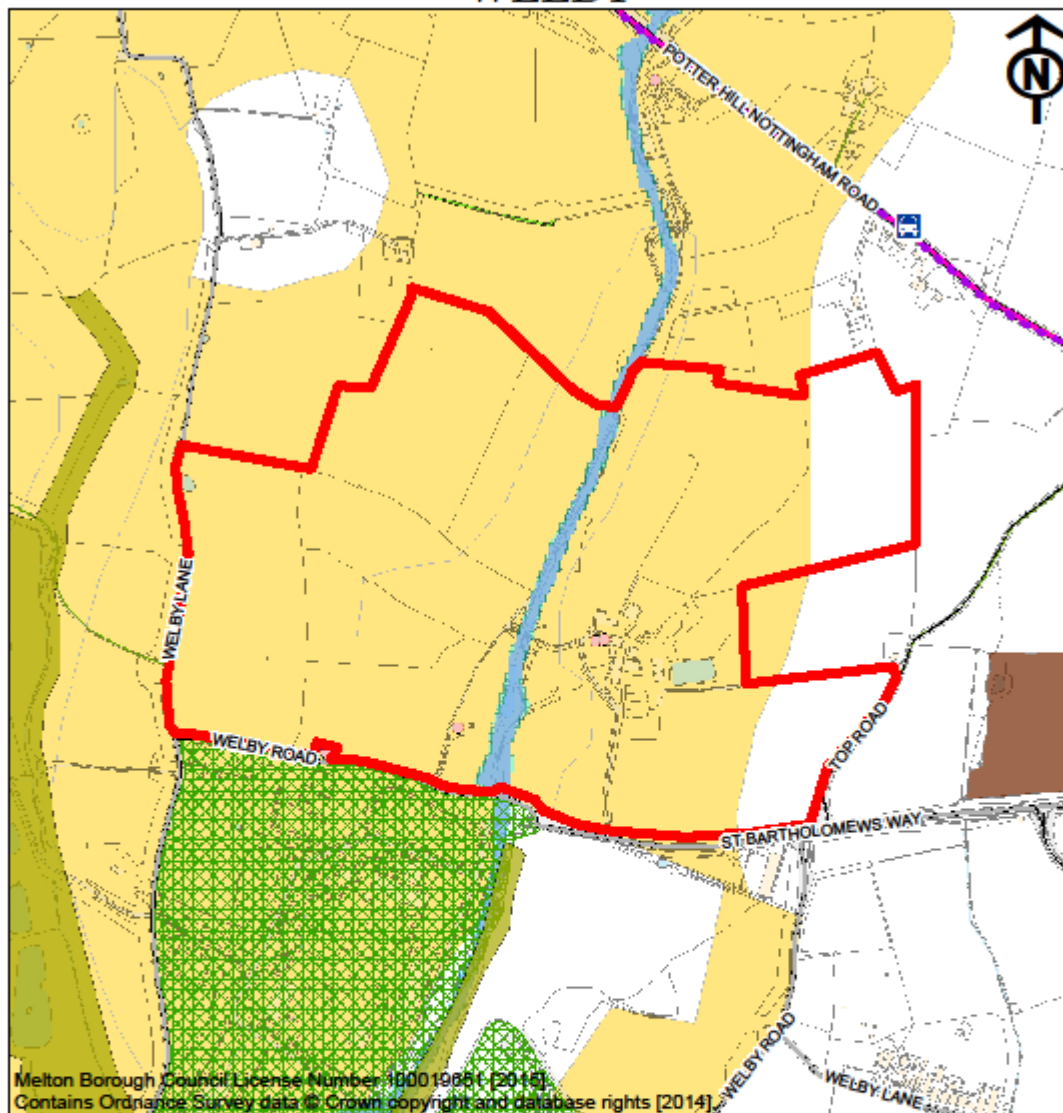 N
POTTER HILL NOTTINGHAM ROAD
WELBY LANE
WELBY ROAD
TOP ROAD
ST BARTHOLOMEWS WAY
WELBY ROAD
WELBY LANE
Melton Borough Council License Number 100019651 [2015]
Contains Ordnance Survey data © Crown copyright and database rights [2014]